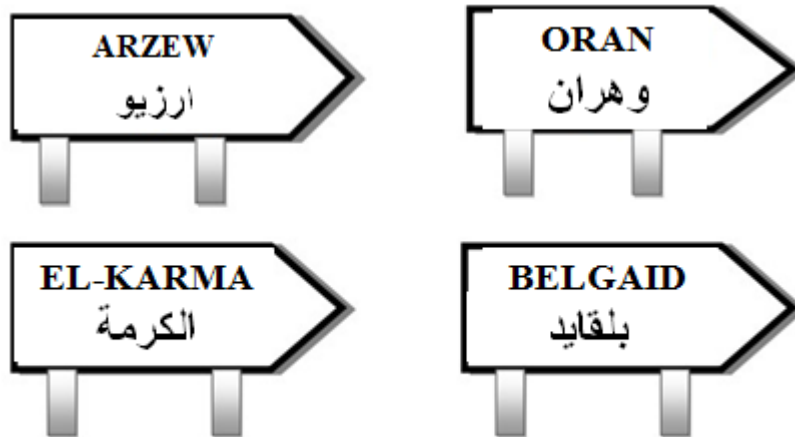 ARZEW
ارزيو
ORAN
وهران
EL-KARMA
الكرمة
BELGAID
بلقايد